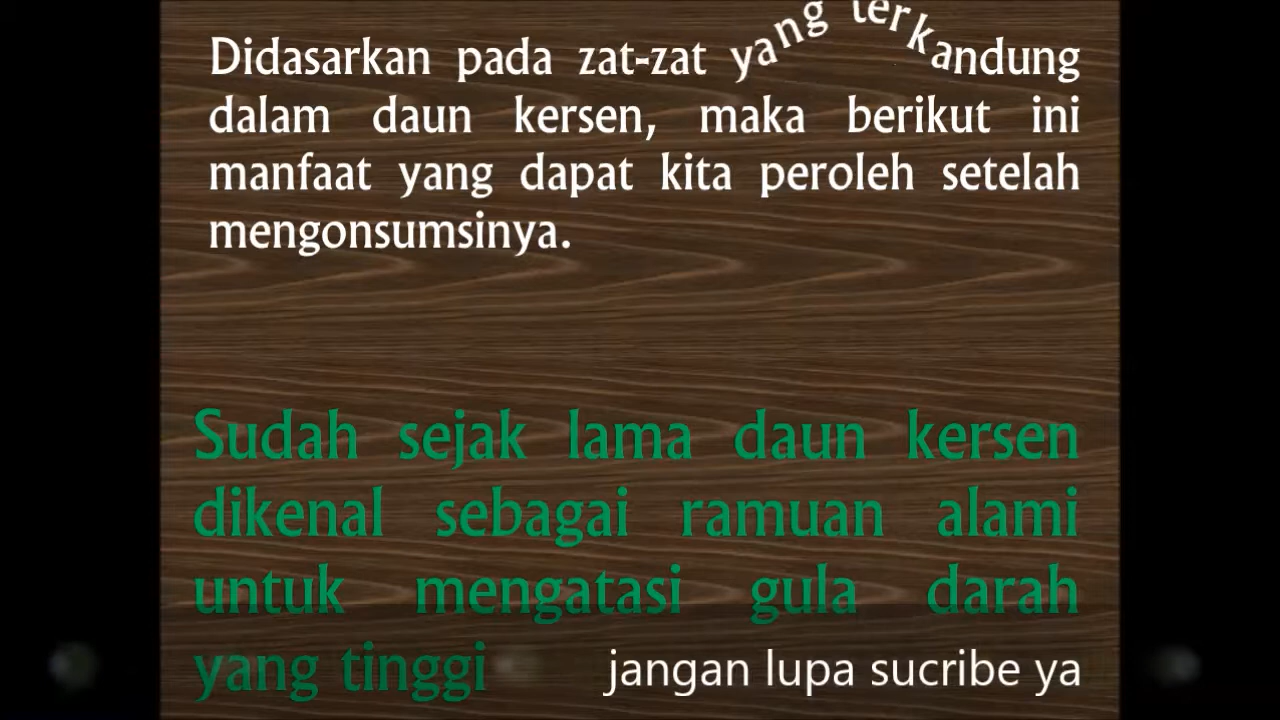 Didasarkan pada zat-zat yang terkandung
dalam daun kersen, maka berikut ini
manfaat yang dapat kita peroleh setelah
mengonsumsinya.
Sudah sejak lama daun kersen
dikenal sebagai ramuan alami
untuk mengatasi gula darah
yang tinggi
jangan lupa sucribe ya